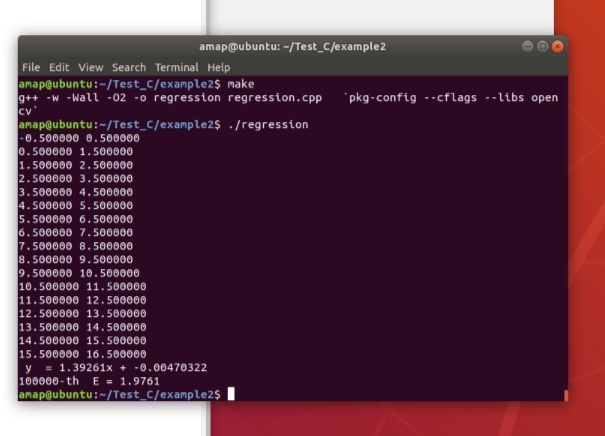 amap@ubuntu: ~/Test_C/example2
File Edit View Search Terminal Help
amap@ubuntu:~/Test_C/example2$ make
g++ -w -Wall -O2 -o regression regression.cpp `pkg-config --cflags --libs open
cv`
amap@ubuntu:~/Test_C/example2$ ./regression
-0.500000 0.500000
0.500000 1.500000
1.500000 2.500000
2.500000 3.500000
3.500000 4.500000
4.500000 5.500000
5.500000 6.500000
6.500000 7.500000
7.500000 8.500000
8.500000 9.500000
9.500000 10.500000
10.500000 11.500000
11.500000 12.500000
12.500000 13.500000
13.500000 14.500000
14.500000 15.500000
15.500000 16.500000
y = 1.39261x + -0.00470322
100000-th E = 1.9761
amap@ubuntu:~/Test_C/example2$